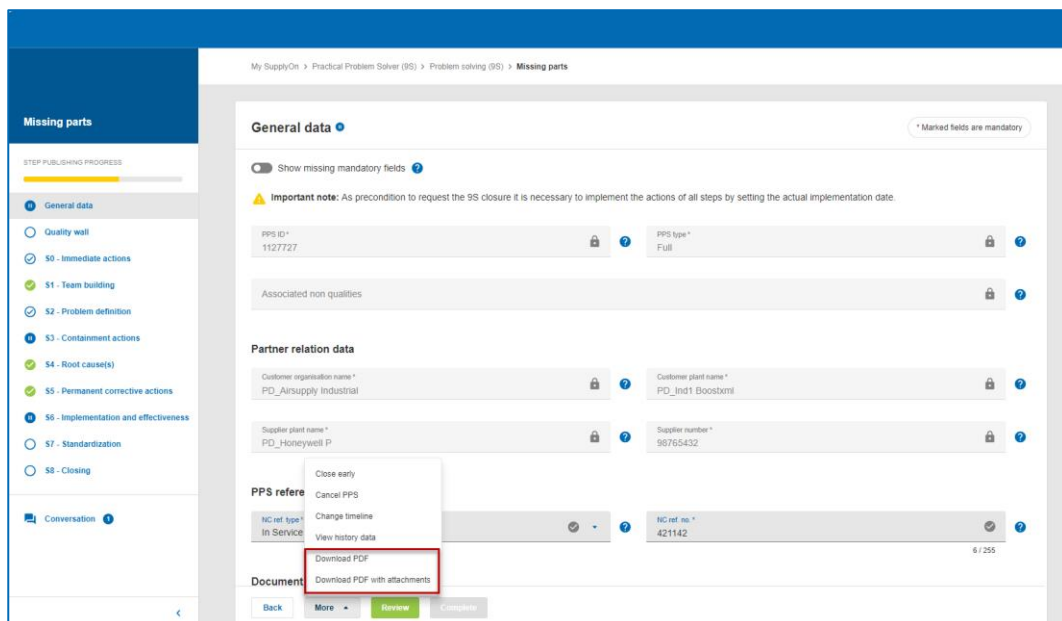 My SupplyOn > Practical Problem Solver (9S) > Problem solving (9S) > Missing parts
Missing parts
STEP PUBLISHING PROGRESS
General data
Quality wall
S0 - Immediate actions
S1 - Team building
S2 - Problem definition
S3 - Containment actions
S4 - Root cause(s)
S5 - Permanent corrective actions
S6 - Implementation and effectiveness
S7 - Standardization
S8 - Closing
Conversation 1
General data
* Marked fields are mandatory
Show missing mandatory fields
Important note: As precondition to request the 9S closure it is necessary to implement the actions of all steps by setting the actual implementation date.
PPS ID *
1127727
PPS type *
Full
Associated non qualities
Partner relation data
Customer organisation name *
PD_Airsupply Industrial
Customer plant name *
PD_Ind1 Boostxml
Supplier plant name *
PD_Honeywell P
Supplier number *
98765432
PPS refere
NC ref. type *
In Service
NC ref. no. *
421142
6 / 255
Document
Close early
Cancel PPS
Change timeline
View history data
Download PDF
Download PDF with attachments
Back
More
Review
Complete